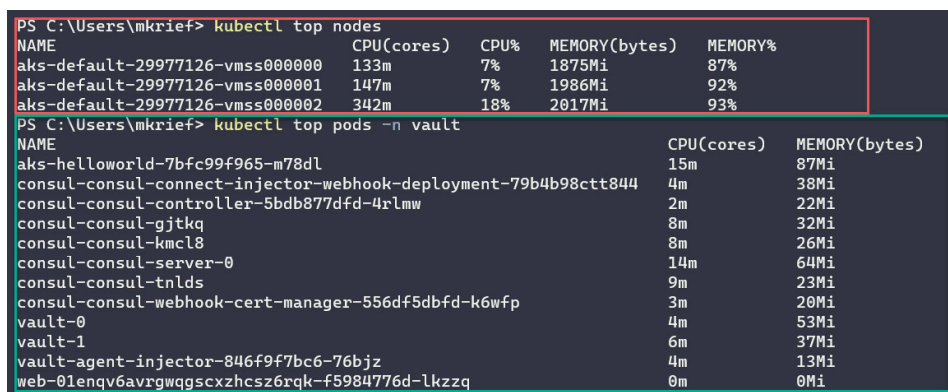 PS C:\Users\mkrief> kubectl top nodes
NAME CPU(cores) CPU% MEMORY(bytes) MEMORY%
aks-default-29977126-vmss000000 133m 7% 1875Mi 87%
aks-default-29977126-vmss000001 147m 7% 1986Mi 92%
aks-default-29977126-vmss000002 342m 18% 2017Mi 93%
PS C:\Users\mkrief> kubectl top pods -n vault
NAME CPU(cores) MEMORY(bytes)
aks-helloworld-7bfc99f965-m78dl 15m 87Mi
consul-consul-connect-injector-webhook-deployment-79b4b98ctt844 4m 38Mi
consul-consul-controller-5bdb877dfd-4rlmw 2m 22Mi
consul-consul-gjtkq 8m 32Mi
consul-consul-kmcl8 8m 26Mi
consul-consul-server-0 14m 64Mi
consul-consul-tnlds 9m 23Mi
consul-consul-webhook-cert-manager-556df5dbfd-k6wfp 3m 20Mi
vault-0 4m 53Mi
vault-1 6m 37Mi
vault-agent-injector-846f9f7bc6-76bjz 4m 13Mi
web-01enqv6avrgwqgscxzhcsz6rqk-f5984776d-lkzzq 0m 0Mi